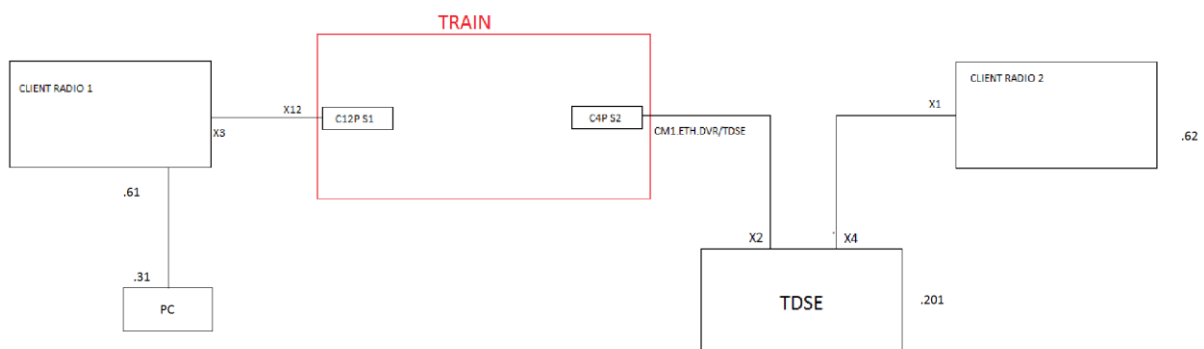 TRAIN
CLIENT RADIO 1
CLIENT RADIO 2
X12
X1
C12P S1
C4P S2
X3
CM1.ETH.DVR/TDSE
.62
.61
X2
X4
.31
PC
TDSE
.201